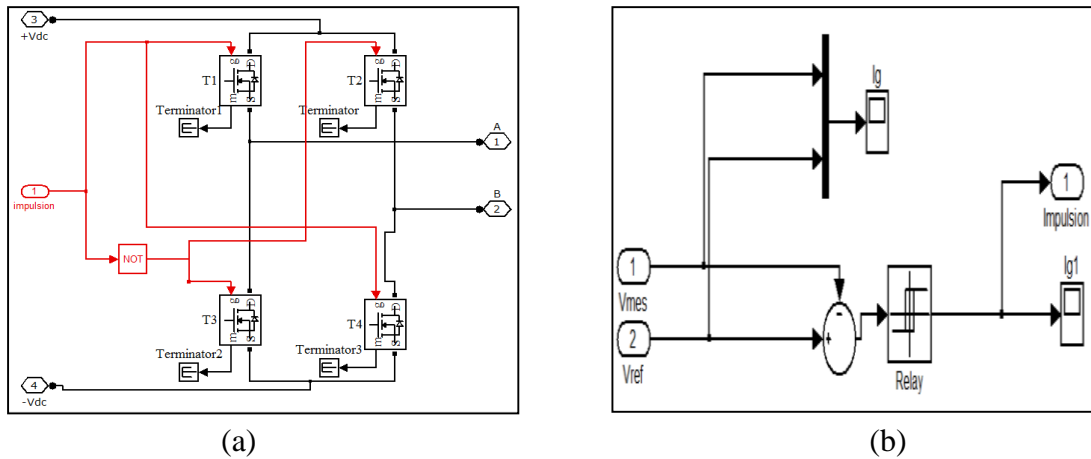 3
+Vdc
g
D
T1
m
S
Terminator1
g
D
T2
m
S
Terminator
A
1
B
2
1
impulsion
NOT
g
D
T3
m
S
Terminator2
g
D
T4
m
S
Terminator3
4
-Vdc
(a)
Ig
1
Impulsion
Ig1
1
Vmes
2
Vref
-
+
Relay
(b)